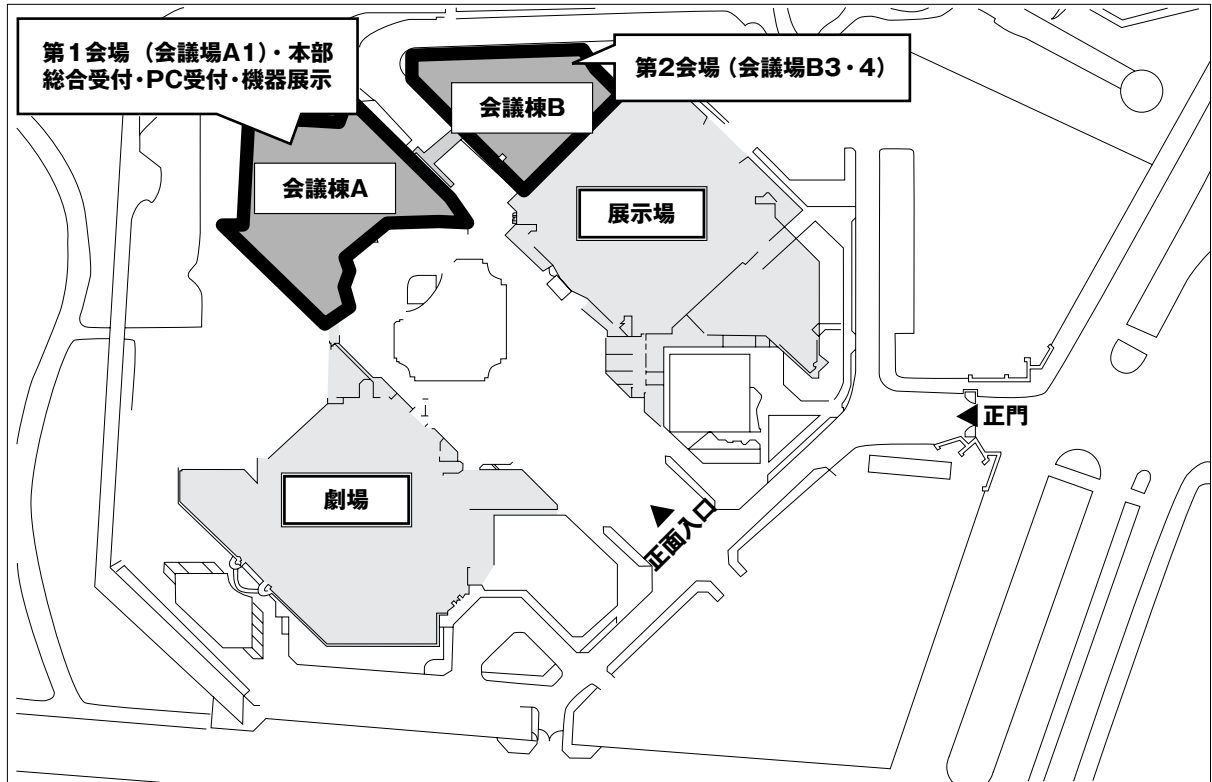 第1会場（会議場A1）・本部
総合受付・PC受付・機器展示
第2会場（会議場B3・4）
会議棟B
会議棟A
展示場
正門
劇場
正面入口